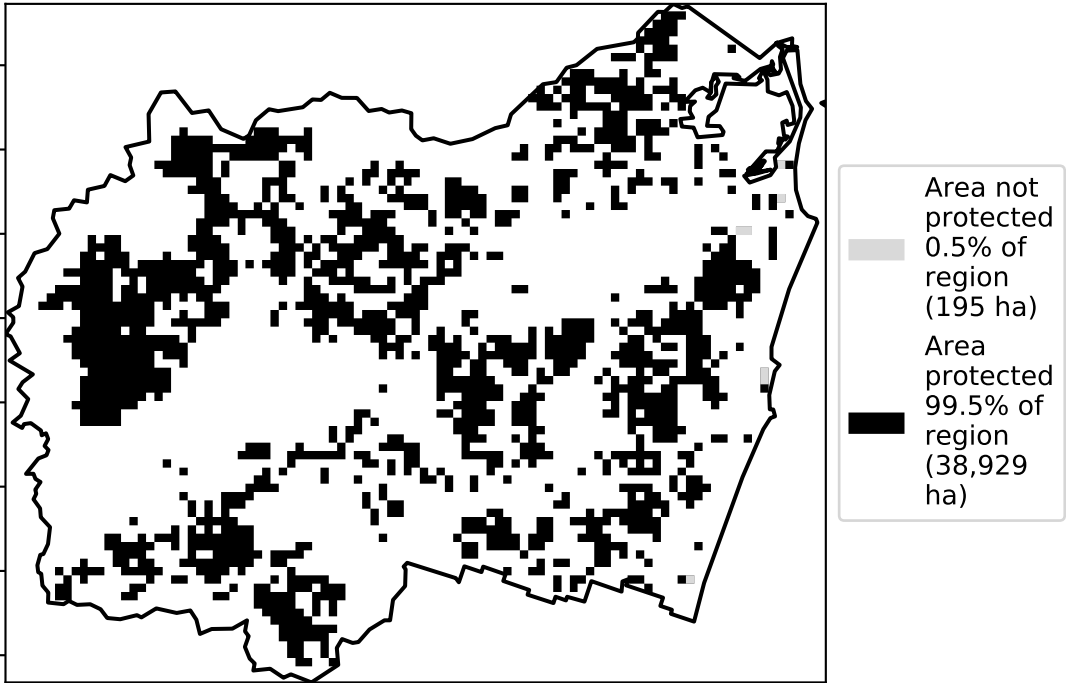 Area not
protected
0.5% of
region
(195 ha)
Area
protected
99.5% of
region
(38,929
ha)